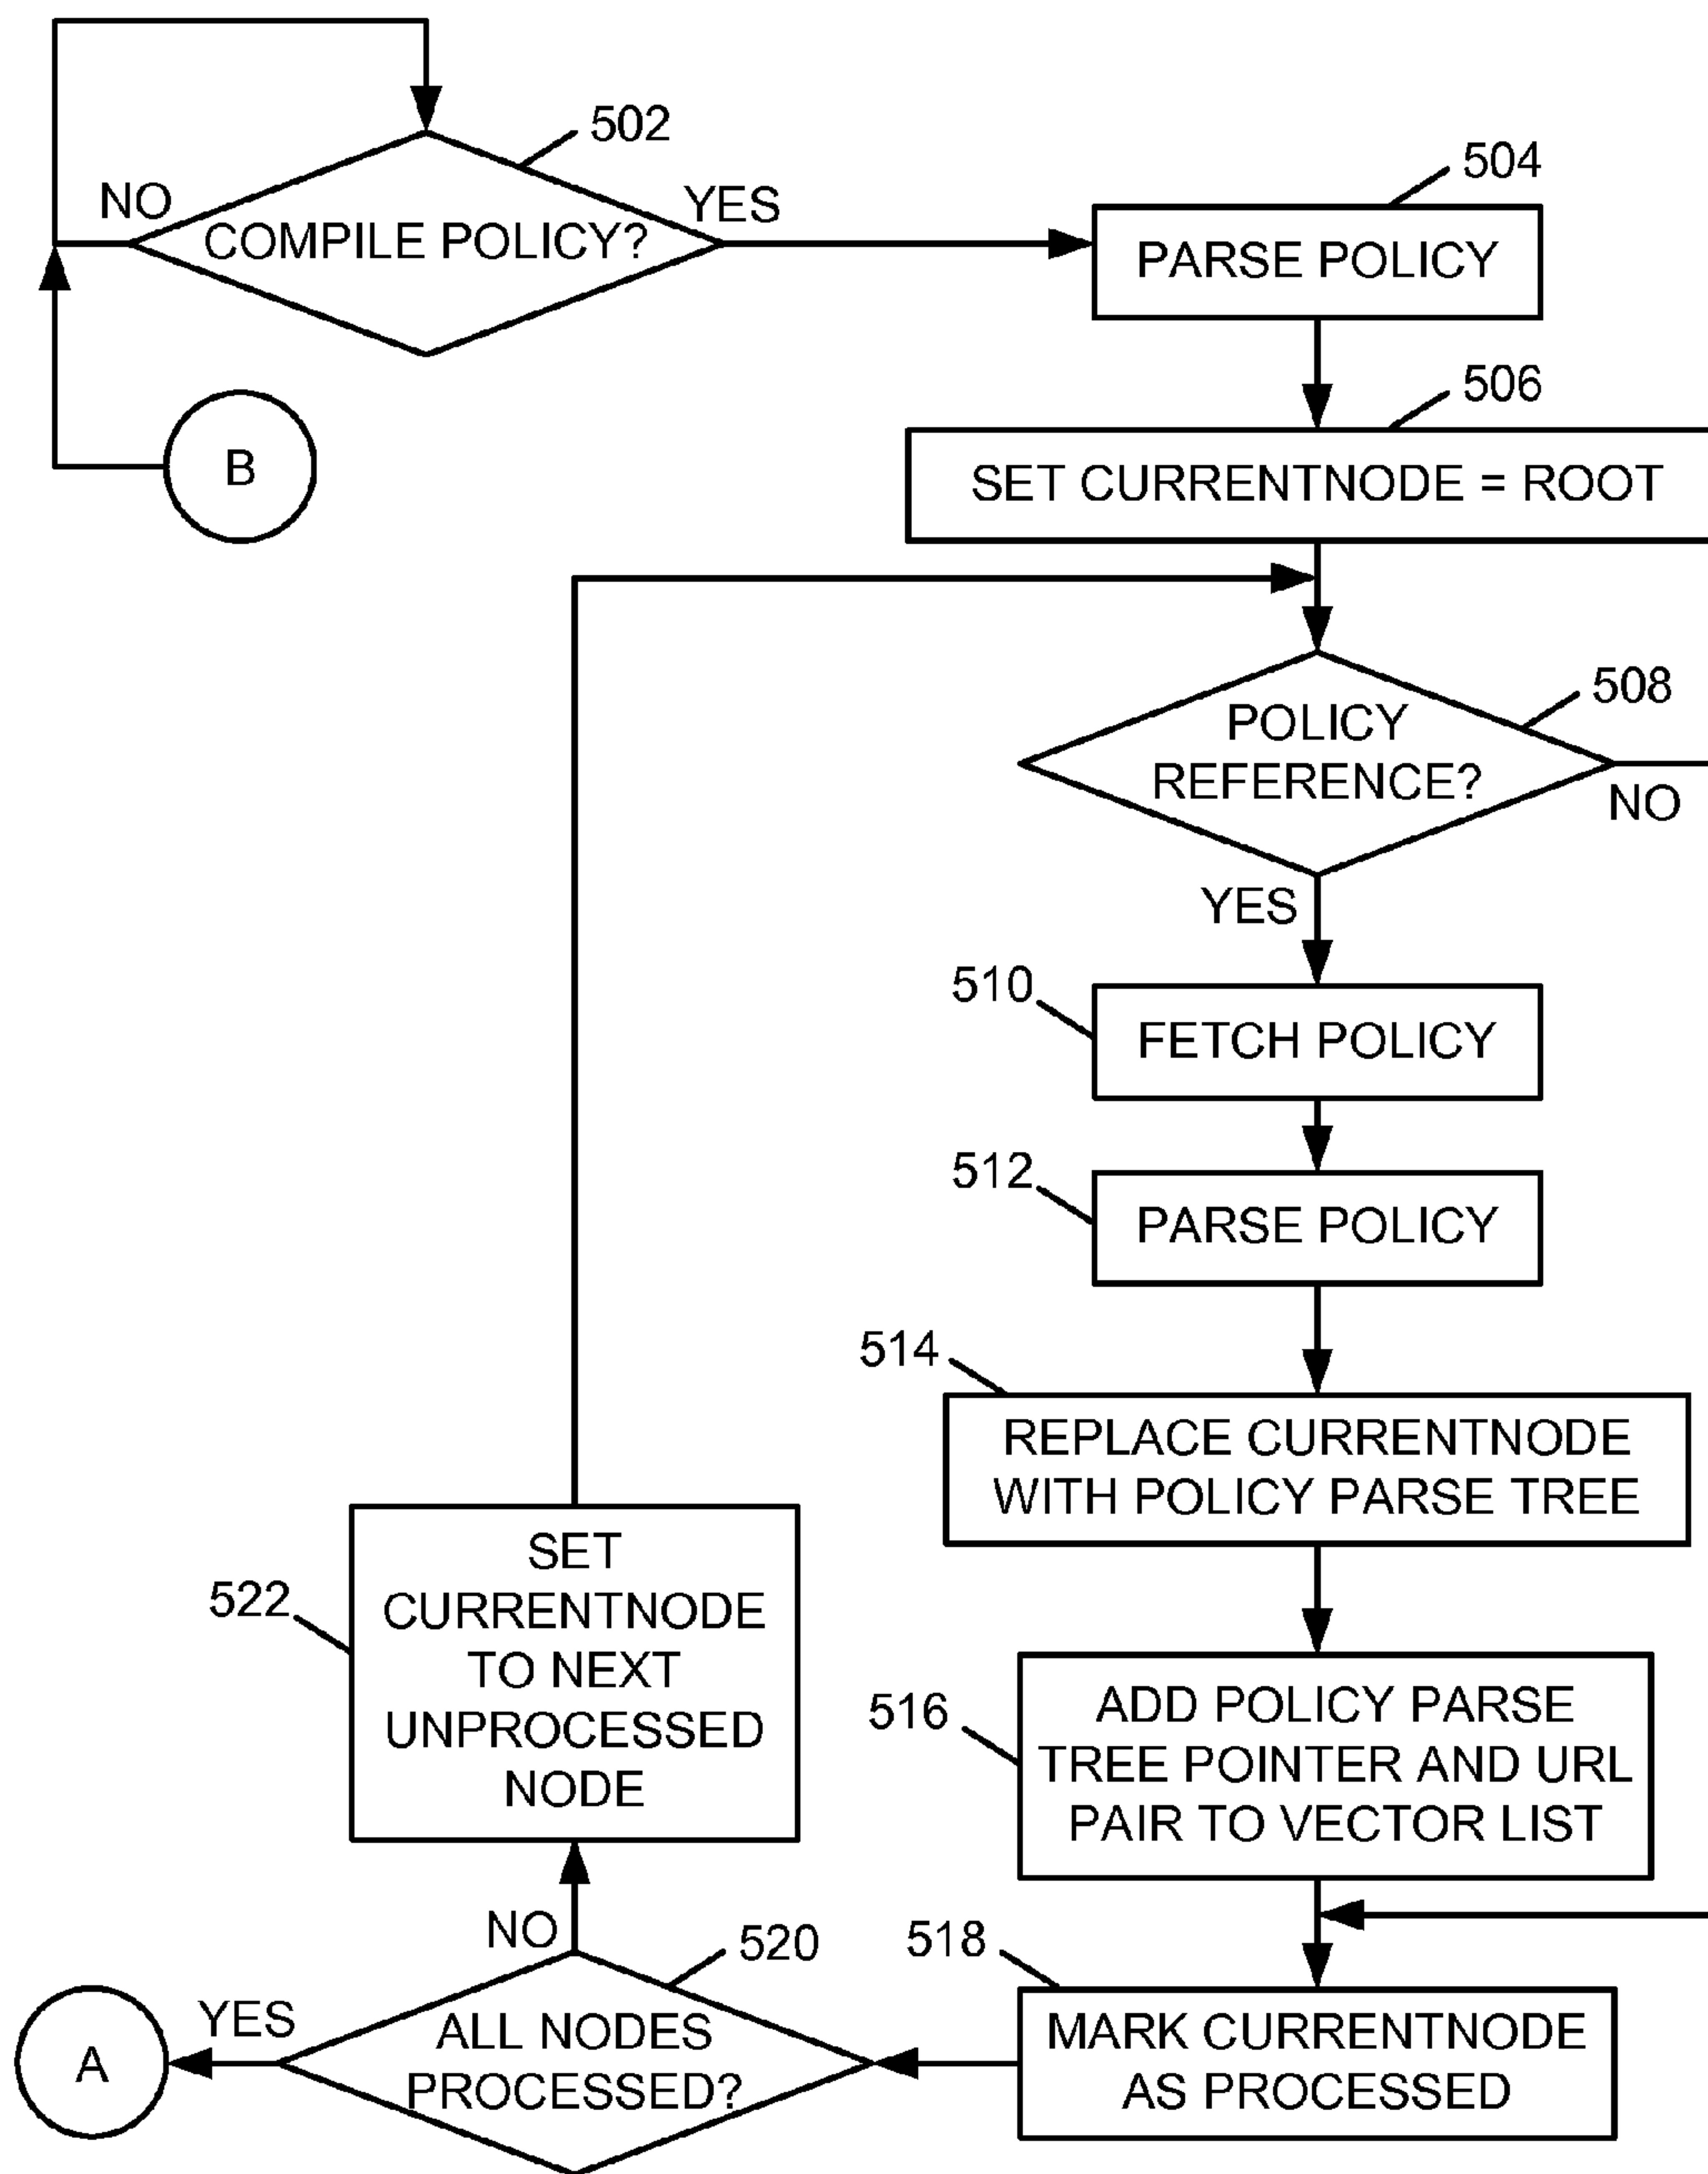 502
NO
YES
COMPILE POLICY?
504
PARSE POLICY
B
506
SET CURRENTNODE = ROOT
508
POLICY
REFERENCE?
NO
YES
510
FETCH POLICY
512
PARSE POLICY
514
REPLACE CURRENTNODE
WITH POLICY PARSE TREE
516
ADD POLICY PARSE
TREE POINTER AND URL
PAIR TO VECTOR LIST
518
MARK CURRENTNODE
AS PROCESSED
520
ALL NODES
PROCESSED?
NO
YES
522
SET
CURRENTNODE
TO NEXT
UNPROCESSED
NODE
A